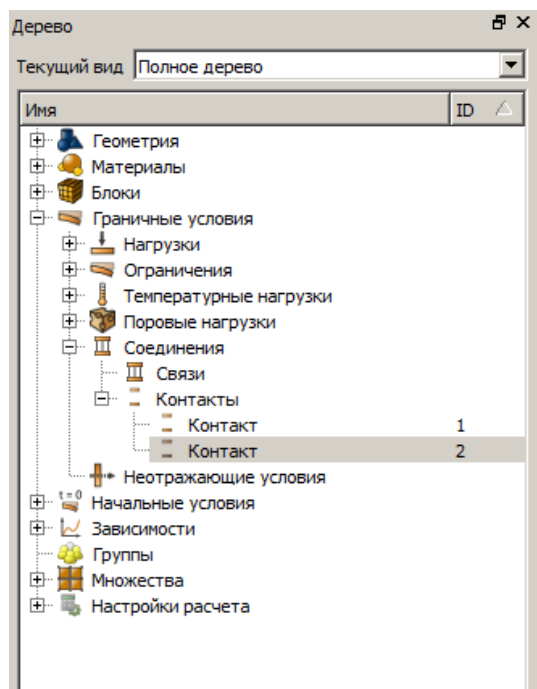 Дерево
Текущий вид Полное дерево
Имя ID
Геометрия
Материалы
Блоки
Граничные условия
Нагрузки
Ограничения
Температурные нагрузки
Поровые нагрузки
Соединения
Связи
Контакты
Контакт 1
Контакт 2
Неотражающие условия
t=0 Начальные условия
Зависимости
Группы
Множества
Настройки расчета